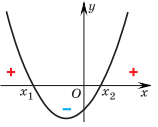 y
+ +
x₁ O x₂ x
−